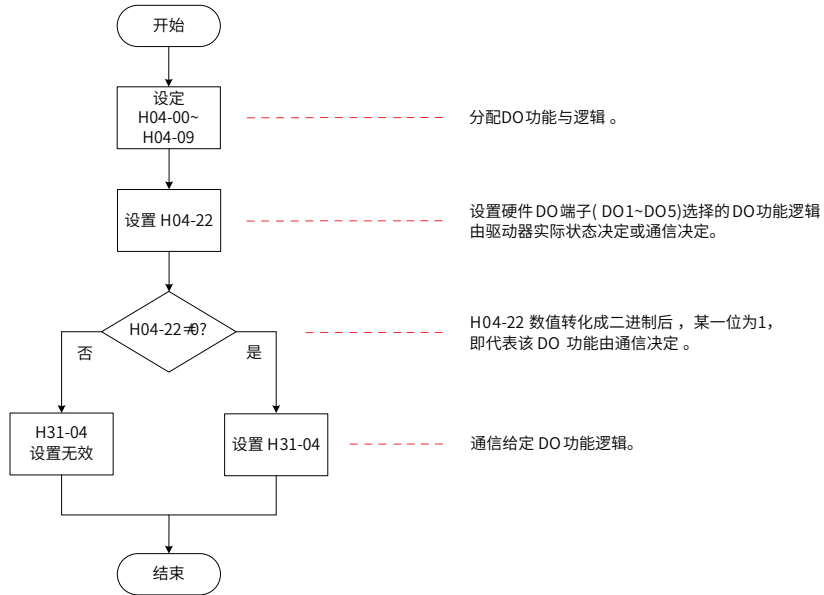 开始
设定
H04-00~
H04-09
分配DO功能与逻辑 。
设置 H04-22
设置硬件 DO 端子( DO1~DO5)选择的 DO功能逻辑
由驱动器实际状态决定或通信决定。
H04-22≠0?
H04-22 数值转化成二进制后 ，某一位为1，
即代表该 DO 功能由通信决定 。
否
是
H31-04
设置无效
设置 H31-04
通信给定 DO 功能逻辑。
结束